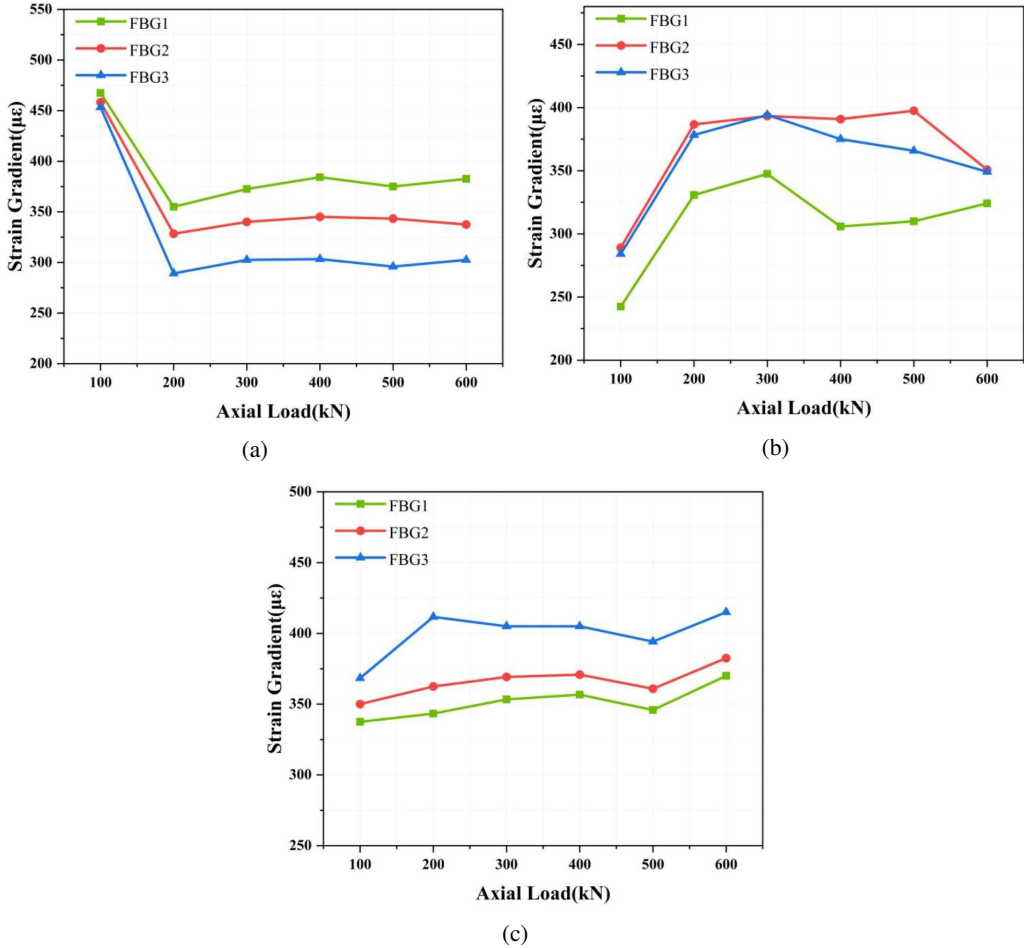 με
FBG1
FBG2
FBG3
550
500
450
400
350
300
250
200
Strain Gradient(με)
100 200 300 400 500 600
Axial Load(kN)
(a)
FBG1
FBG2
FBG3
450
400
350
300
250
200
Strain Gradient(με)
100 200 300 400 500 600
Axial Load(kN)
(b)
FBG1
FBG2
FBG3
500
450
400
350
300
250
Strain Gradient(με)
100 200 300 400 500 600
Axial Load(kN)
(c)